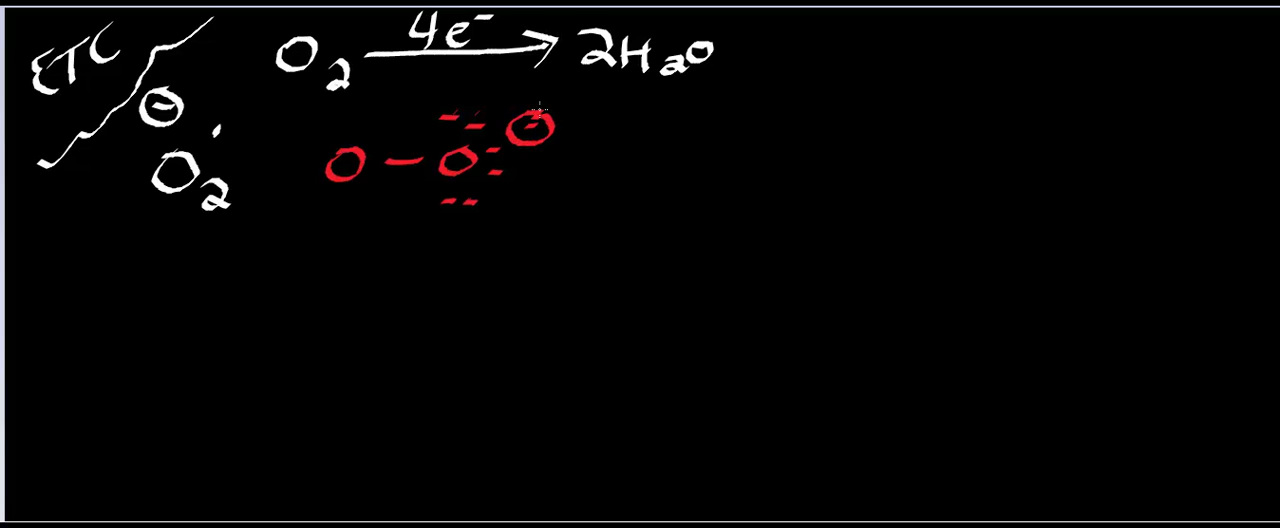 ETC
O₂ 4e⁻ → 2H₂O
⊖
O₂ ·
O - O ⊖